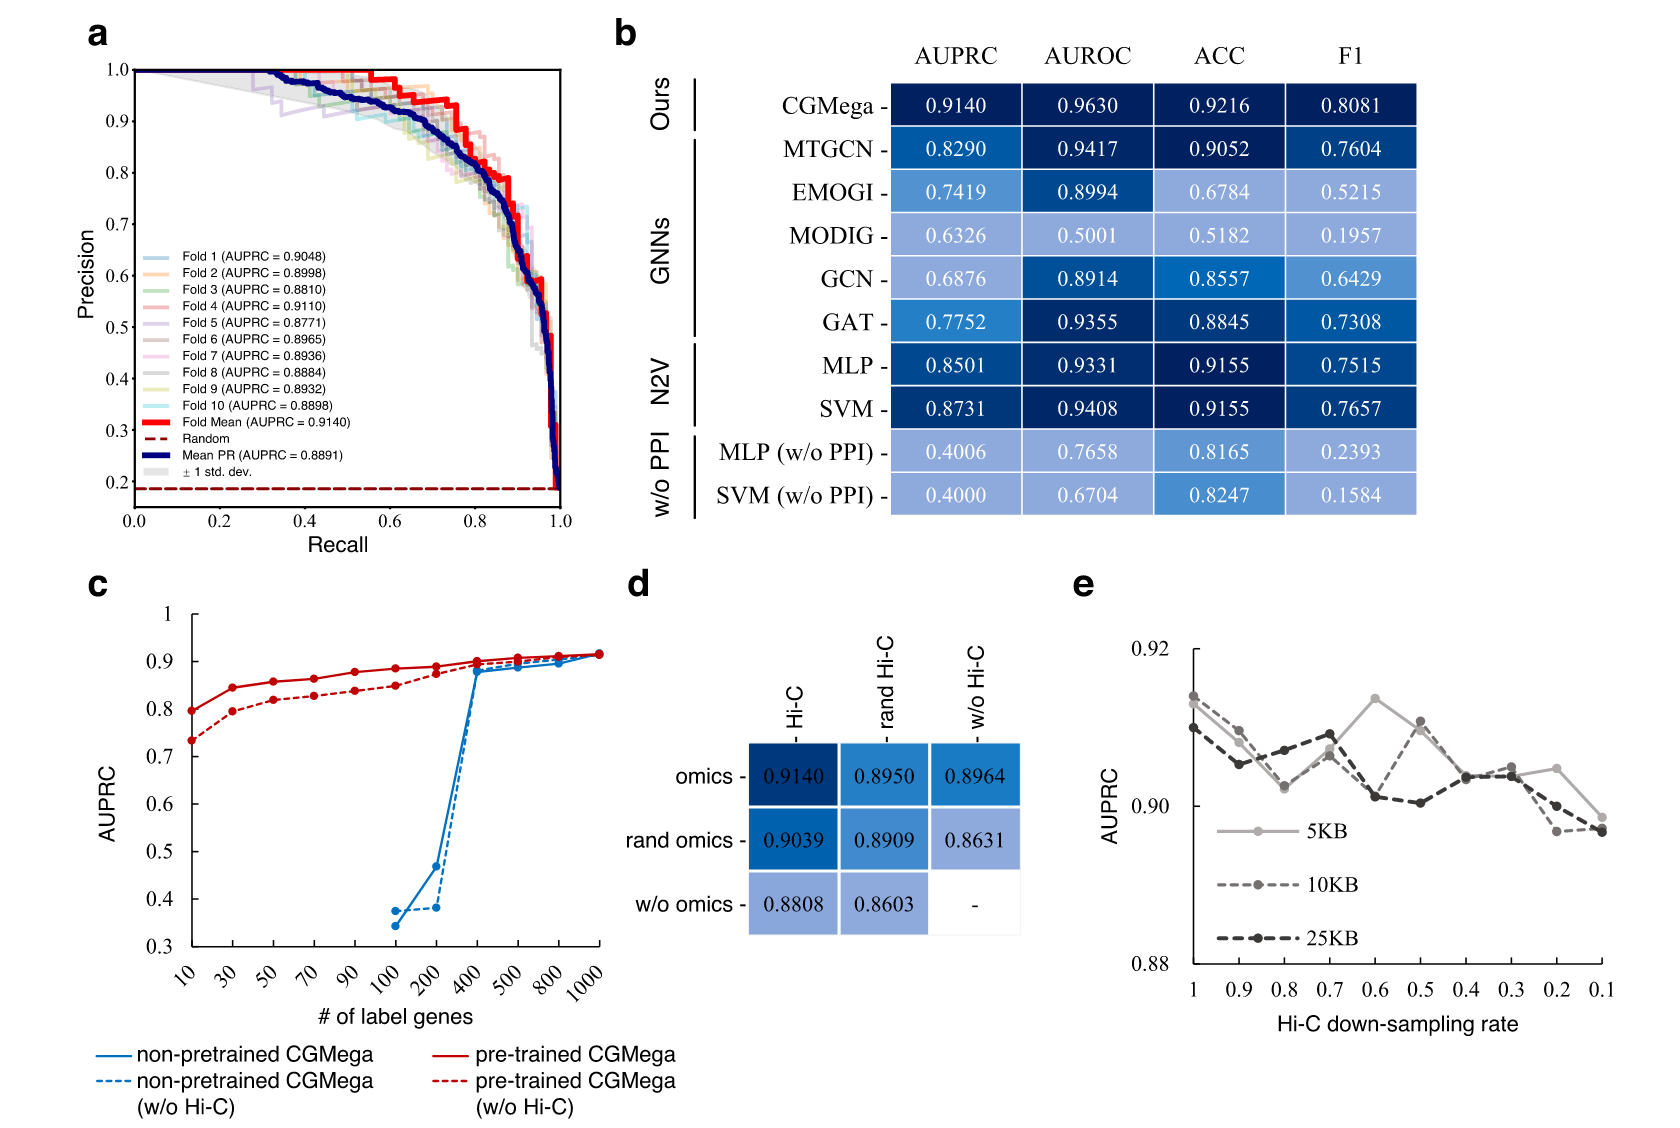 a
1.0
0.9
0.8
0.7
0.6
0.5
0.4
0.3
0.2
Precision
Fold 1 (AUPRC = 0.9048)
Fold 2 (AUPRC = 0.8998)
Fold 3 (AUPRC = 0.8810)
Fold 4 (AUPRC = 0.9110)
Fold 5 (AUPRC = 0.8771)
Fold 6 (AUPRC = 0.8965)
Fold 7 (AUPRC = 0.8936)
Fold 8 (AUPRC = 0.8884)
Fold 9 (AUPRC = 0.8932)
Fold 10 (AUPRC = 0.8898)
Fold Mean (AUPRC = 0.9140)
Random
Mean PR (AUPRC = 0.8891)
± 1 std. dev.
0.0 0.2 0.4 0.6 0.8 1.0
Recall
b
AUPRC AUROC ACC F1
Ours
GNNs
N2V
w/o PPI
CGMega - 0.9140 0.9630 0.9216 0.8081
MTGCN - 0.8290 0.9417 0.9052 0.7604
EMOGI - 0.7419 0.8994 0.6784 0.5215
MODIG - 0.6326 0.5001 0.5182 0.1957
GCN - 0.6876 0.8914 0.8557 0.6429
GAT - 0.7752 0.9355 0.8845 0.7308
MLP - 0.8501 0.9331 0.9155 0.7515
SVM - 0.8731 0.9408 0.9155 0.7657
MLP (w/o PPI) - 0.4006 0.7658 0.8165 0.2393
SVM (w/o PPI) - 0.4000 0.6704 0.8247 0.1584
c
1
0.9
0.8
0.7
0.6
0.5
0.4
0.3
AUPRC
10 30 50 70 90 100 200 400 500 800 1000
# of label genes
non-pretrained CGMega
non-pretrained CGMega
(w/o Hi-C)
pre-trained CGMega
pre-trained CGMega
(w/o Hi-C)
d
Hi-C rand Hi-C w/o Hi-C
omics - 0.9140 0.8950 0.8964
rand omics - 0.9039 0.8909 0.8631
w/o omics - 0.8808 0.8603 -
e
0.92
0.90
0.88
AUPRC
5KB
10KB
25KB
1 0.9 0.8 0.7 0.6 0.5 0.4 0.3 0.2 0.1
Hi-C down-sampling rate